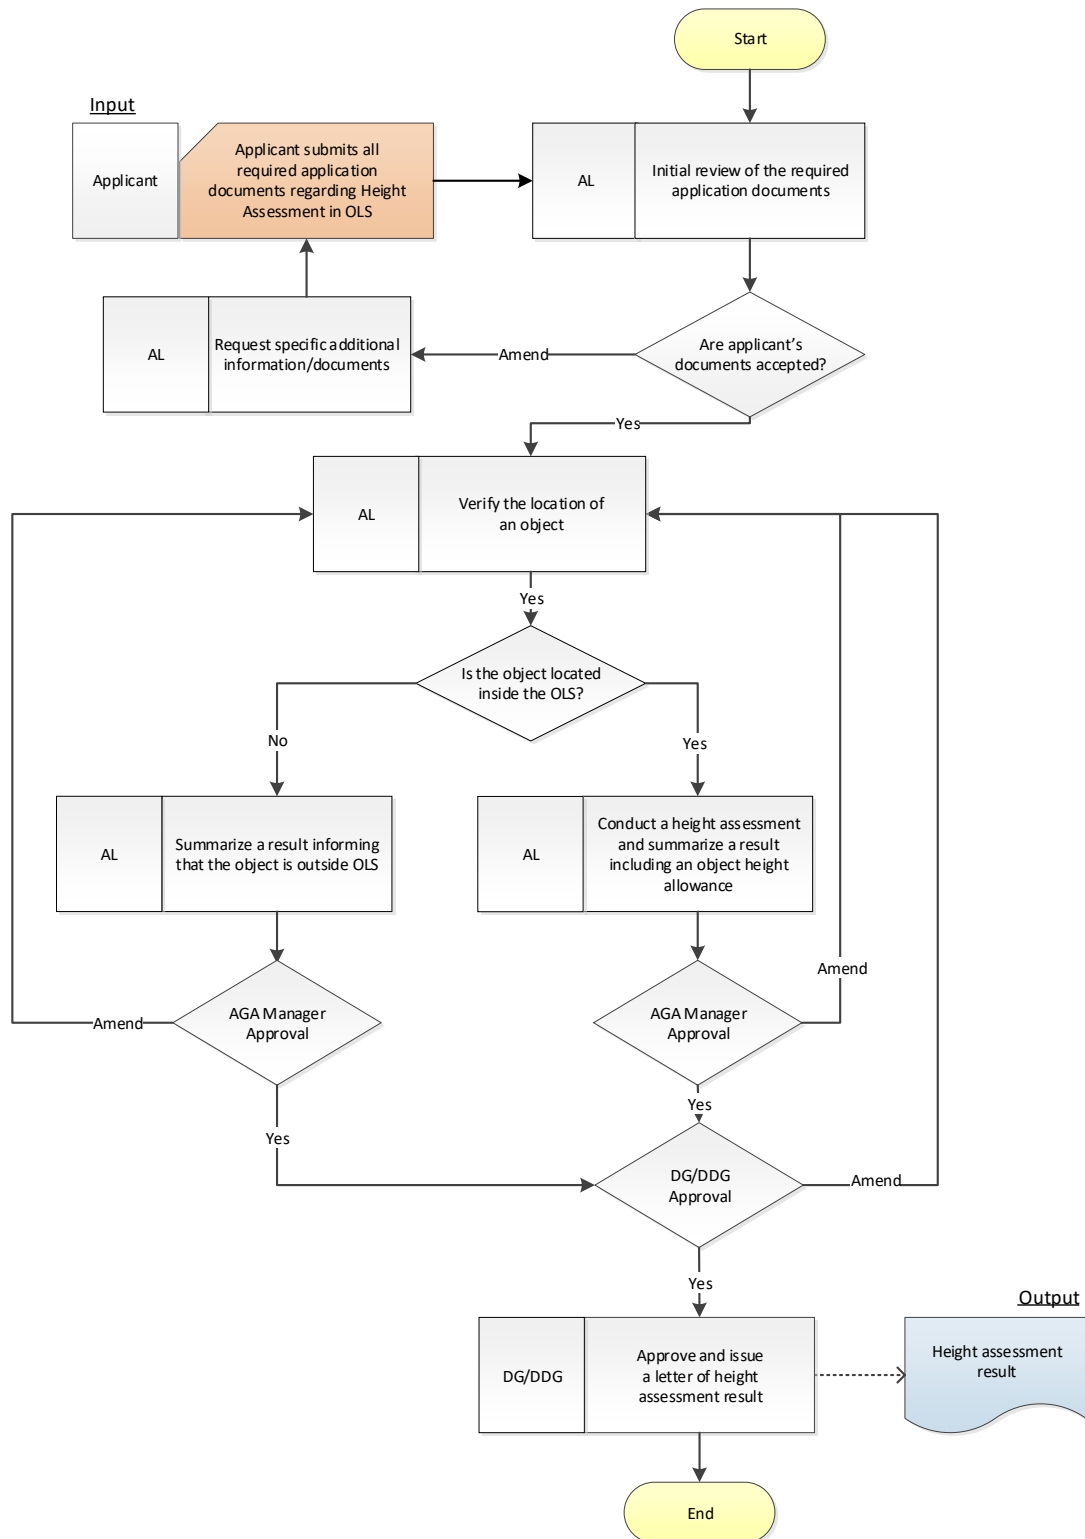 Start
Input
Applicant
Applicant submits all
required application
documents regarding Height
Assessment in OLS
AL
Initial review of the required
application documents
AL
Request specific additional
information/documents
Amend
Are applicant's
documents accepted?
Yes
AL
Verify the location of
an object
Yes
Is the object located
inside the OLS?
No
Yes
AL
Summarize a result informing
that the object is outside OLS
AL
Conduct a height assessment
and summarize a result
including an object height
allowance
Amend
AGA Manager
Approval
Amend
AGA Manager
Approval
Yes
Yes
DG/DDG
Approval
Amend
Yes
Output
DG/DDG
Approve and issue
a letter of height
assessment result
Height assessment
result
End